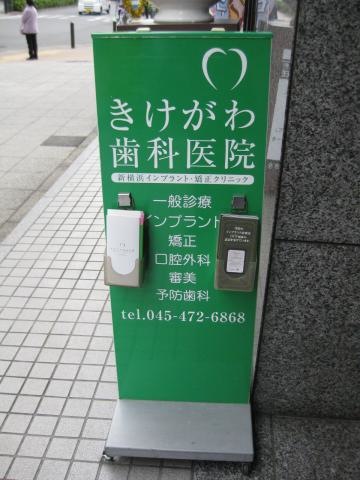 きけがわ
歯科医院
新横浜インプラント・矯正クリニック
一般診療
インプラント
矯正
口腔外科
審美
予防歯科
tel.045-472-6868